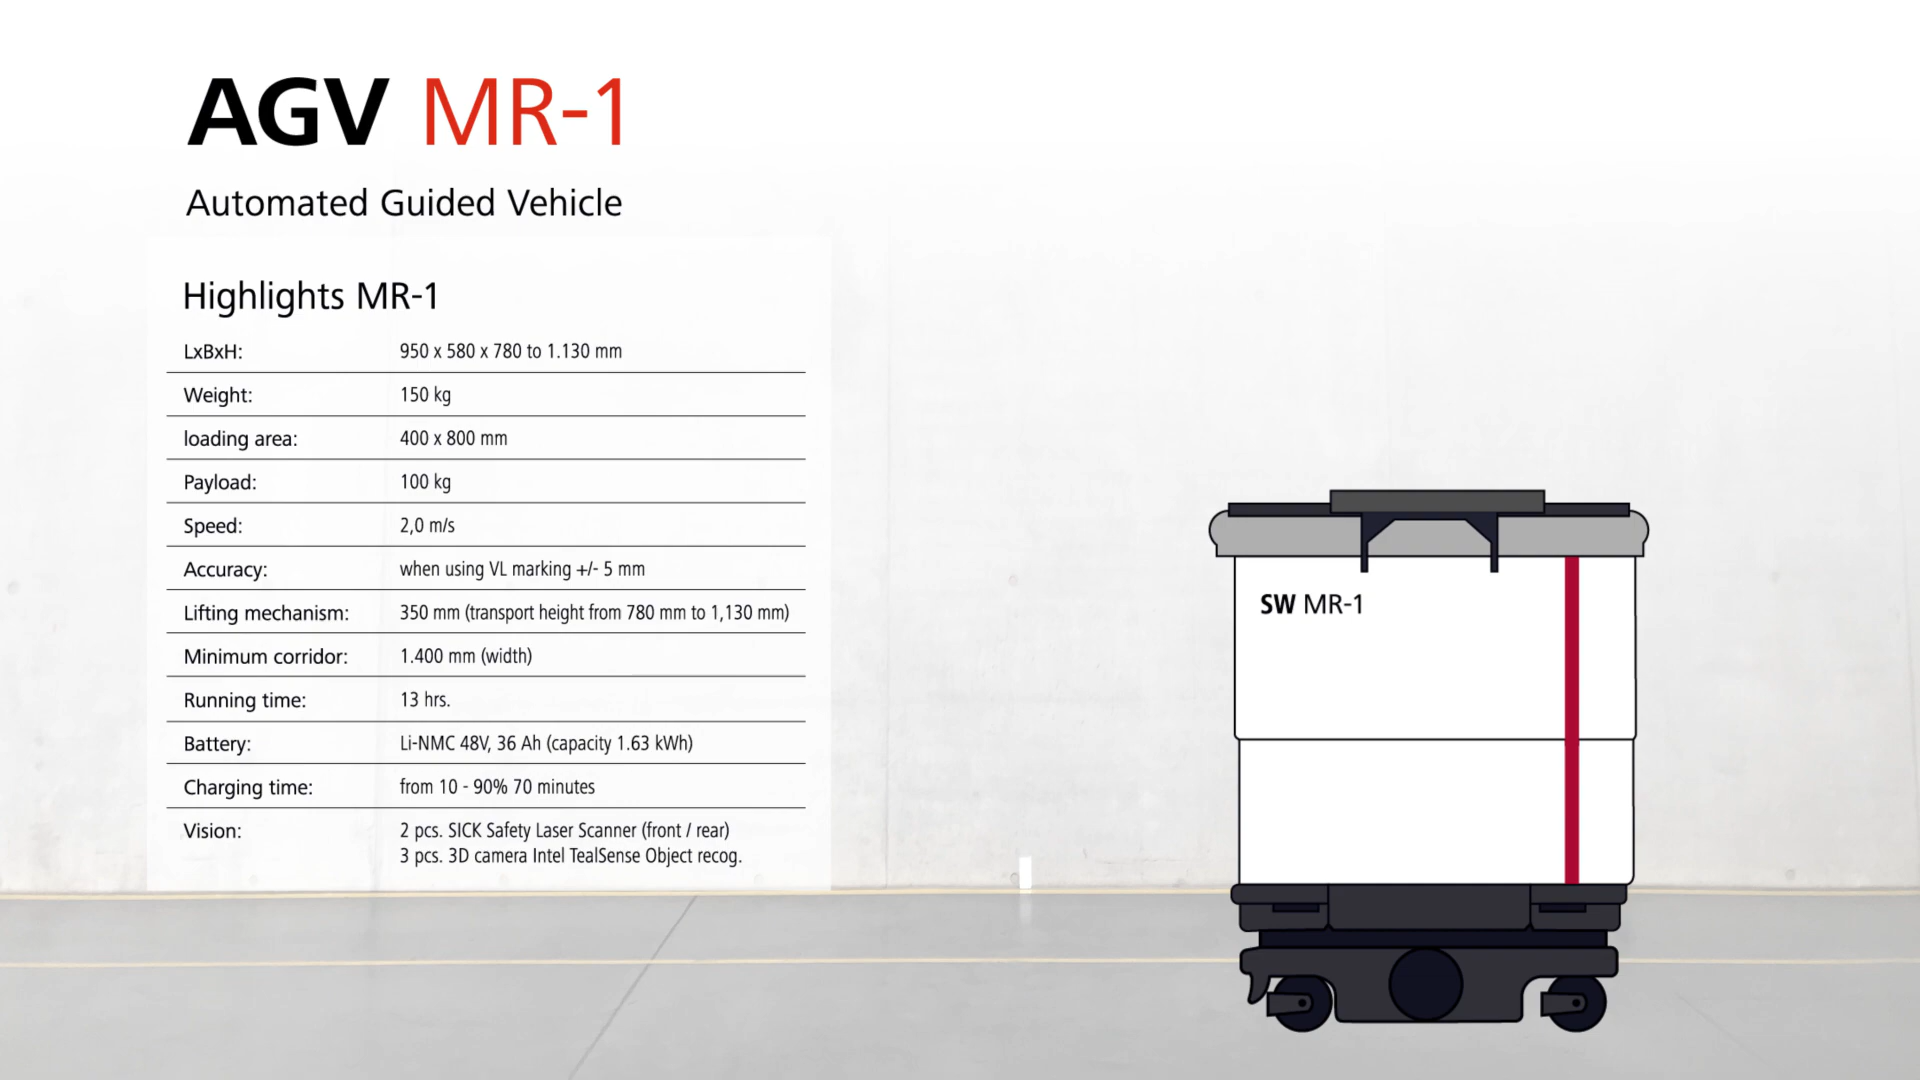 AGV MR-1
Automated Guided Vehicle
Highlights MR-1
LxBxH: 950 x 580 x 780 to 1.130 mm
Weight: 150 kg
loading area: 400 x 800 mm
Payload: 100 kg
Speed: 2,0 m/s
Accuracy: when using VL marking +/- 5 mm
Lifting mechanism: 350 mm (transport height from 780 mm to 1,130 mm)
Minimum corridor: 1.400 mm (width)
Running time: 13 hrs.
Battery: Li-NMC 48V, 36 Ah (capacity 1.63 kWh)
Charging time: from 10 - 90% 70 minutes
Vision: 2 pcs. SICK Safety Laser Scanner (front / rear)
3 pcs. 3D camera Intel TealSense Object recog.
SW MR-1